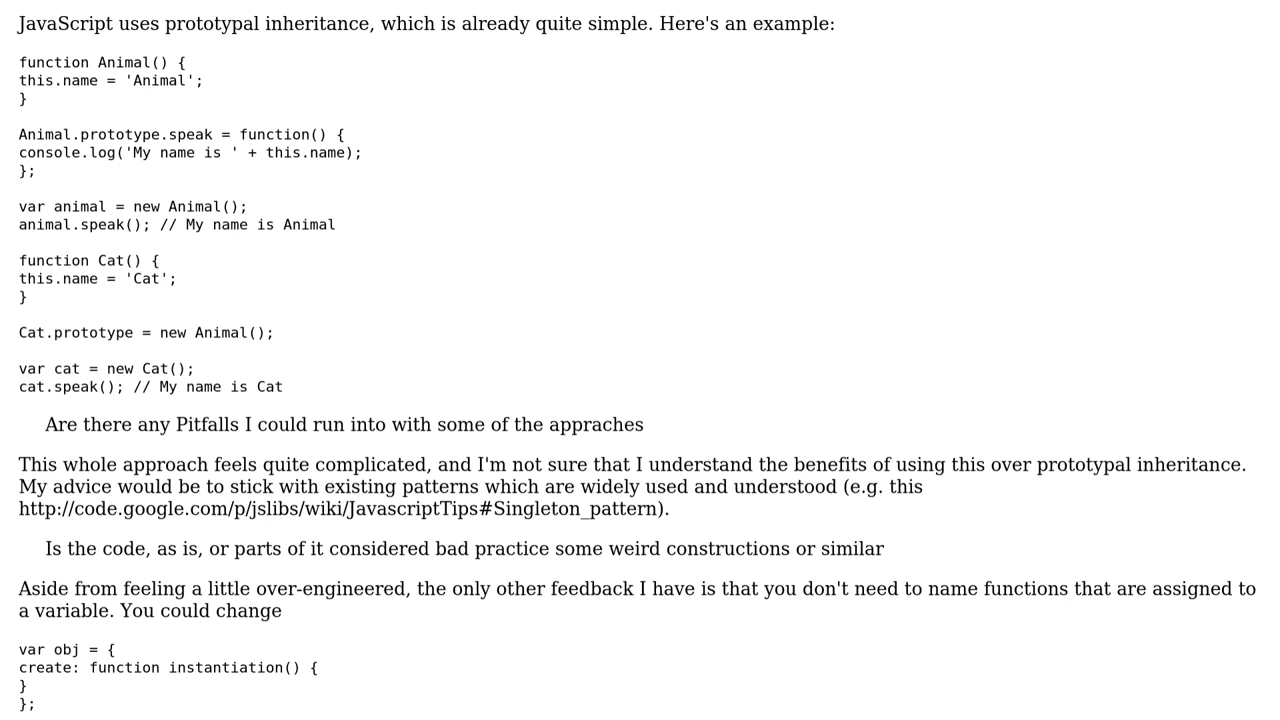 JavaScript uses prototypal inheritance, which is already quite simple. Here's an example:
function Animal() {
this.name = 'Animal';
}
Animal.prototype.speak = function() {
console.log('My name is ' + this.name);
};
var animal = new Animal();
animal.speak(); // My name is Animal
function Cat() {
this.name = 'Cat';
}
Cat.prototype = new Animal();
var cat = new Cat();
cat.speak(); // My name is Cat
Are there any Pitfalls I could run into with some of the appraches
This whole approach feels quite complicated, and I'm not sure that I understand the benefits of using this over prototypal inheritance.
My advice would be to stick with existing patterns which are widely used and understood (e.g. this
http://code.google.com/p/jslibs/wiki/JavascriptTips#Singleton_pattern).
Is the code, as is, or parts of it considered bad practice some weird constructions or similar
Aside from feeling a little over-engineered, the only other feedback I have is that you don't need to name functions that are assigned to
a variable. You could change
var obj = {
create: function instantiation() {
}
};